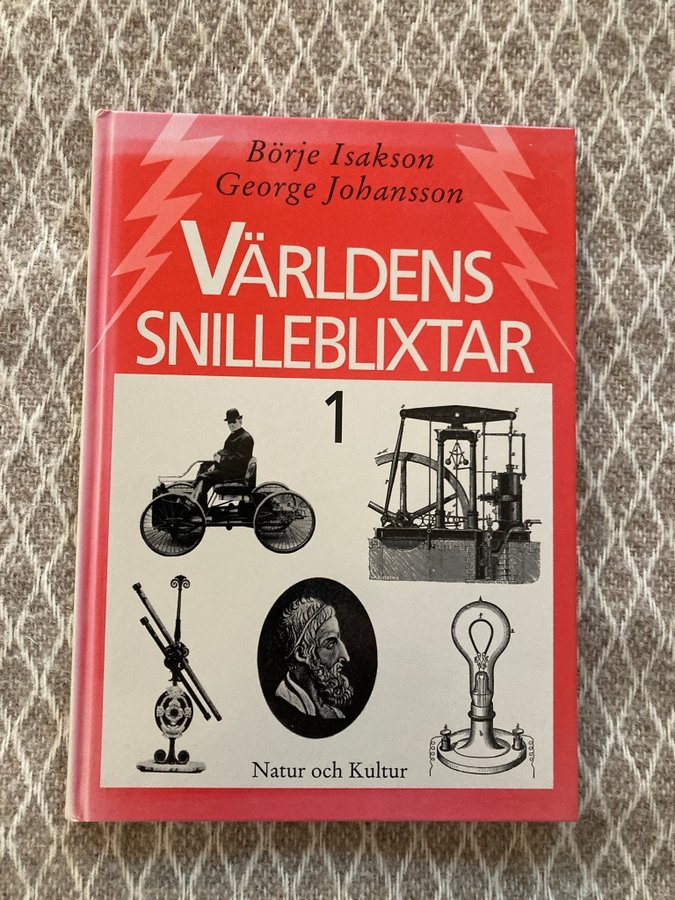 Börje Isakson
George Johansson
VÄRLDENS
SNILLEBLIXTAR
1
Natur och Kultur